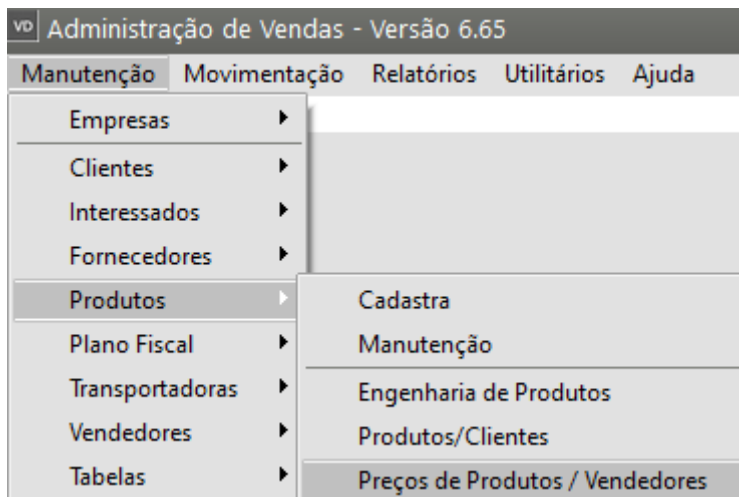 VD Administração de Vendas - Versão 6.65
Manutenção Movimentação Relatórios Utilitários Ajuda
Empresas
Clientes
Interessados
Fornecedores
Produtos
Plano Fiscal
Transportadoras
Vendedores
Tabelas
Cadastra
Manutenção
Engenharia de Produtos
Produtos/Clientes
Preços de Produtos / Vendedores